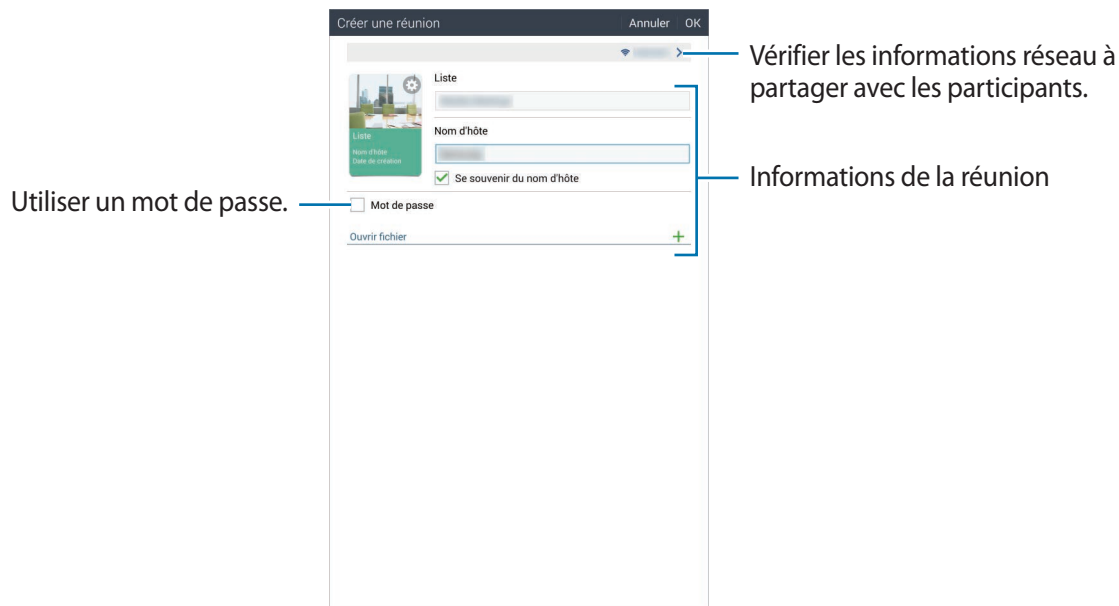 Créer une réunion Annuler OK
Vérifier les informations réseau à
partager avec les participants.
Liste
Liste
Nom d'hôte
Date de création
Nom d'hôte
Se souvenir du nom d'hôte
Informations de la réunion
Utiliser un mot de passe.
Mot de passe
Ouvrir fichier